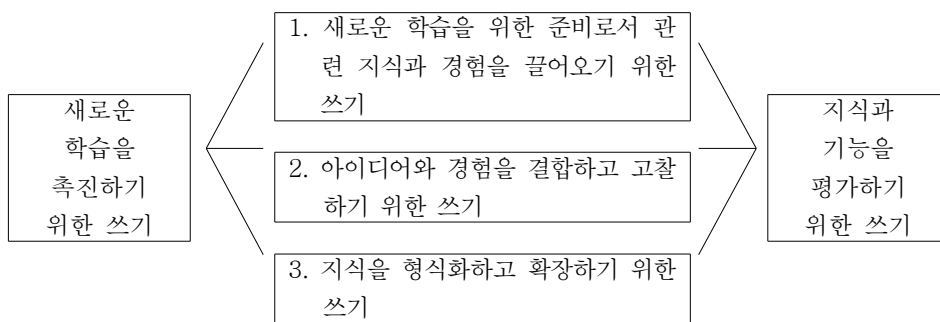 새로운
학습을
촉진하기
위한 쓰기
1. 새로운 학습을 위한 준비로서 관
련 지식과 경험을 끌어오기 위한
쓰기
2. 아이디어와 경험을 결합하고 고찰
하기 위한 쓰기
3. 지식을 형식화하고 확장하기 위한
쓰기
지식과
기능을
평가하기
위한 쓰기